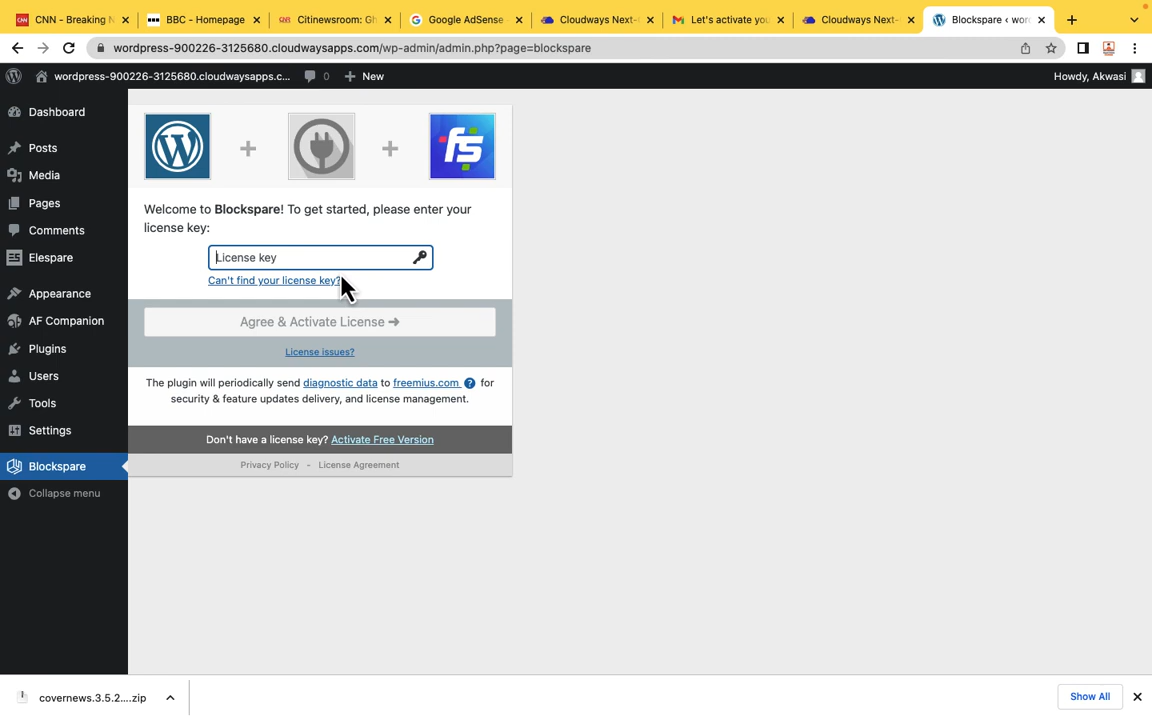 CNN - Breaking N
BBC - Homepage
Citinewsroom: Gh
Google AdSense
Cloudways Next-
Let's activate you
Cloudways Next-
Blockspare ‹ wor
wordpress-900226-3125680.cloudwaysapps.com/wp-admin/admin.php?page=blockspare
wordpress-900226-3125680.cloudwaysapps.c...
0
New
Howdy, Akwasi
Dashboard
Posts
Media
Pages
Comments
Elespare
Appearance
AF Companion
Plugins
Users
Tools
Settings
Blockspare
Collapse menu
fs
Welcome to Blockspare! To get started, please enter your
license key:
License key
Can't find your license key?
Agree & Activate License ➜
License issues?
The plugin will periodically send diagnostic data to freemius.com ? for
security & feature updates delivery, and license management.
Don't have a license key? Activate Free Version
Privacy Policy - License Agreement
covernews.3.5.2....zip
Show All